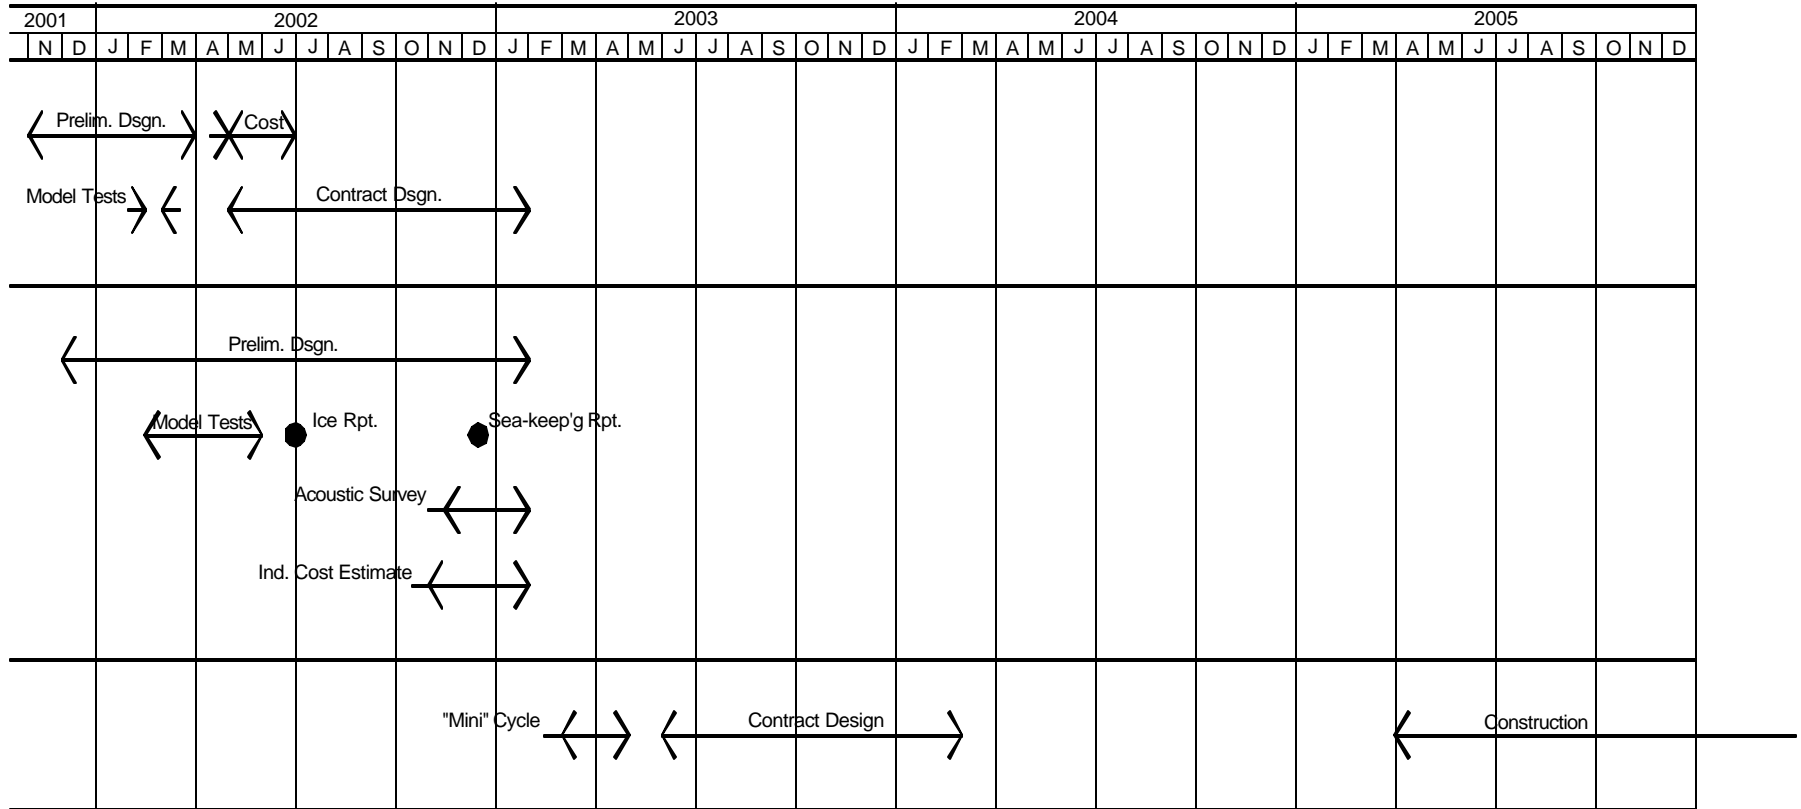 2001 2002 2003 2004 2005
N D J F M A M J J A S O N D J F M A M J J A S O N D J F M A M J J A S O N D J F M A M J J A S O N D
Prelim. Dsgn. Cost
Model Tests Contract Dsgn.
Prelim. Dsgn.
Model Tests Ice Rpt. Sea-keep'g Rpt.
Acoustic Survey
Ind. Cost Estimate
"Mini" Cycle Contract Design Construction